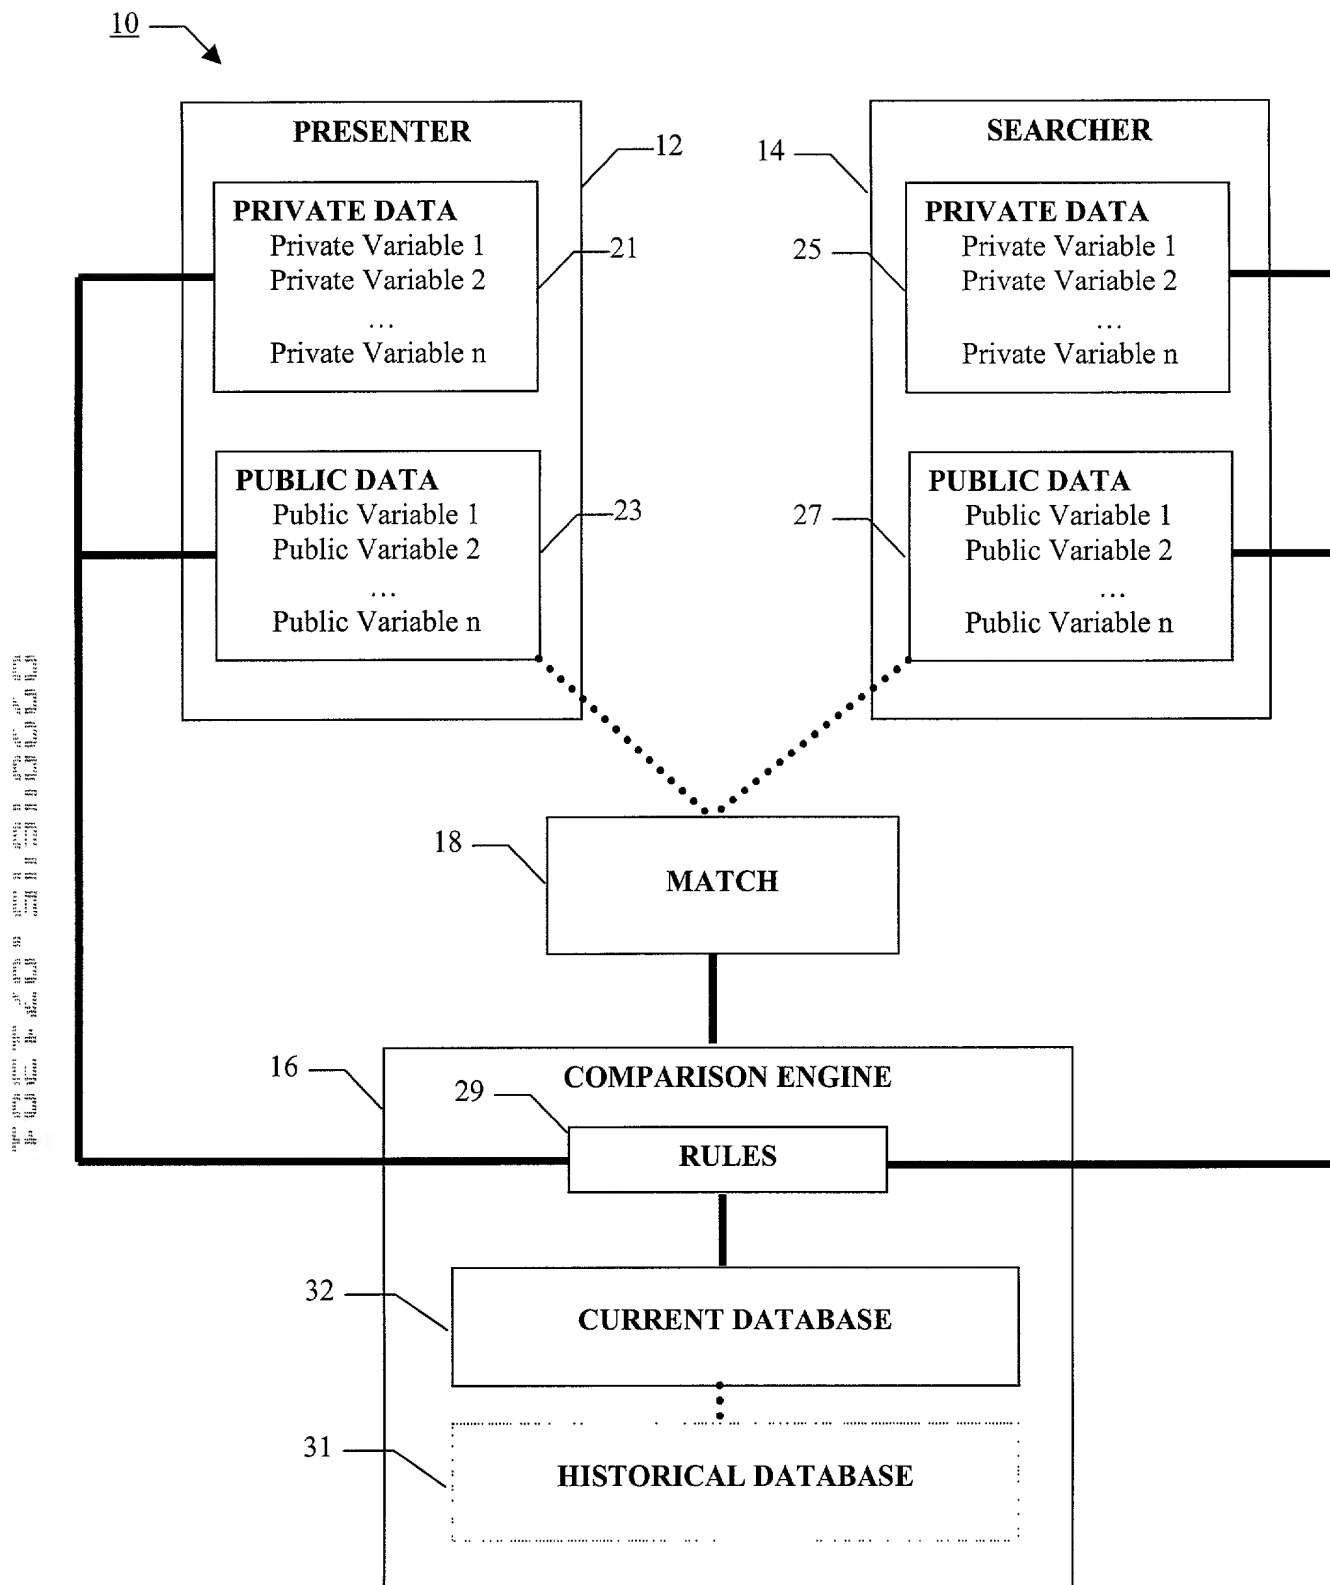 10
PRESENTER
12
PRIVATE DATA
Private Variable 1
Private Variable 2
...
Private Variable n
21
PUBLIC DATA
Public Variable 1
Public Variable 2
...
Public Variable n
23
SEARCHER
14
PRIVATE DATA
Private Variable 1
Private Variable 2
...
Private Variable n
25
PUBLIC DATA
Public Variable 1
Public Variable 2
...
Public Variable n
27
18
MATCH
16
COMPARISON ENGINE
29
RULES
32
CURRENT DATABASE
31
HISTORICAL DATABASE